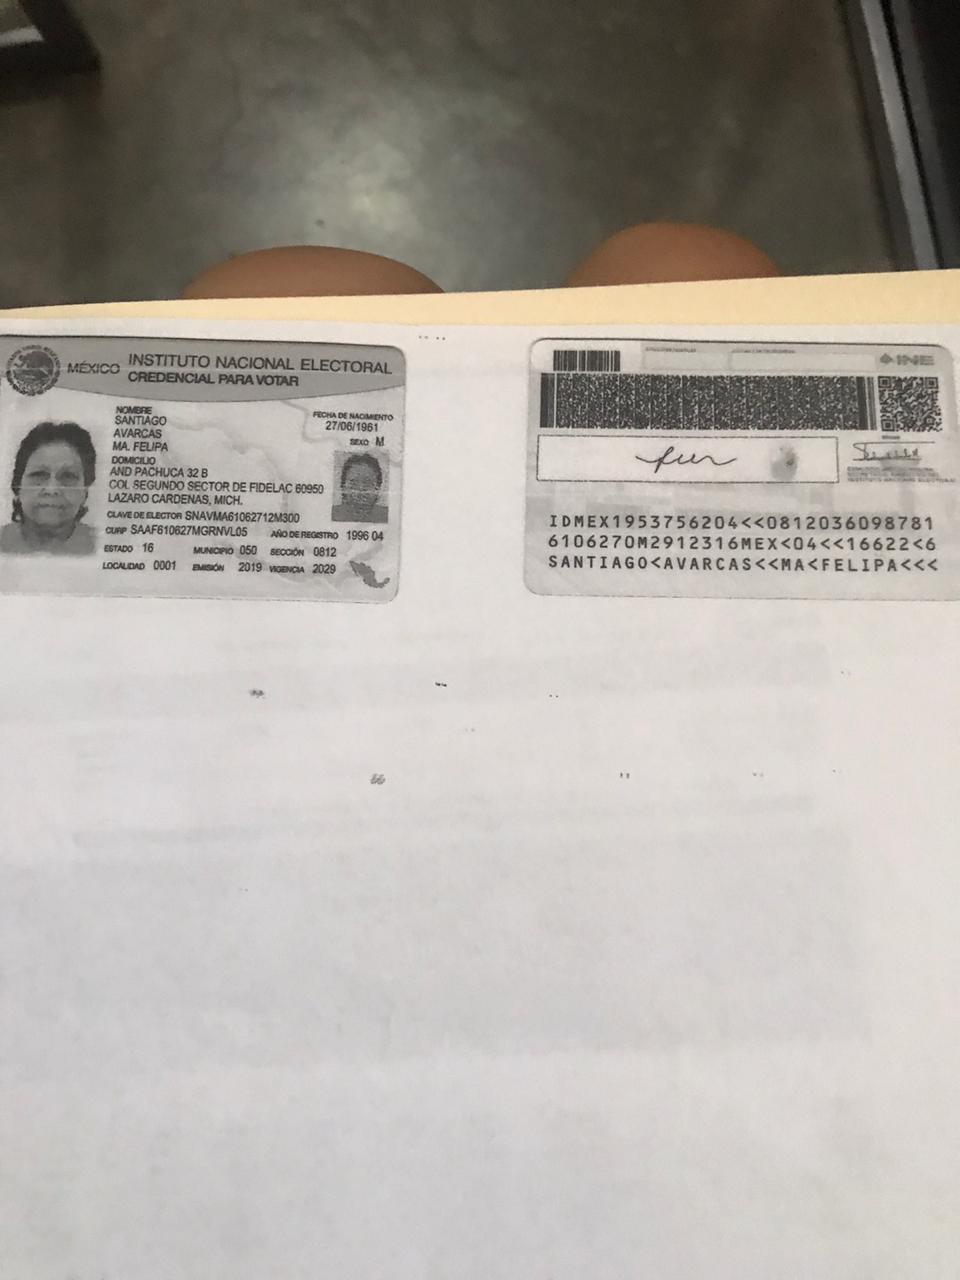 MÉXICO INSTITUTO NACIONAL ELECTORAL
CREDENCIAL PARA VOTAR
NOMBRE
SANTIAGO
AVARCAS
MA. FELIPA
FECHA DE NACIMIENTO
27/06/1961
SEXO M
DOMICILIO
AND PACHUCA 32 B
COL SEGUNDO SECTOR DE FIDELAC 60950
LAZARO CARDENAS, MICH.
CLAVE DE ELECTOR SNAVMA61062712M300
CURP SAAF610627MGRNVL05 AÑO DE REGISTRO 1996 04
ESTADO 16 MUNICIPIO 050 SECCIÓN 0812
LOCALIDAD 0001 EMISIÓN 2019 VIGENCIA 2029
INE
IDMEX1953756204<<0812036098781
6106270M2912316MEX<04<<16622<6
SANTIAGO<AVARCAS<<MA<FELIPA<<<